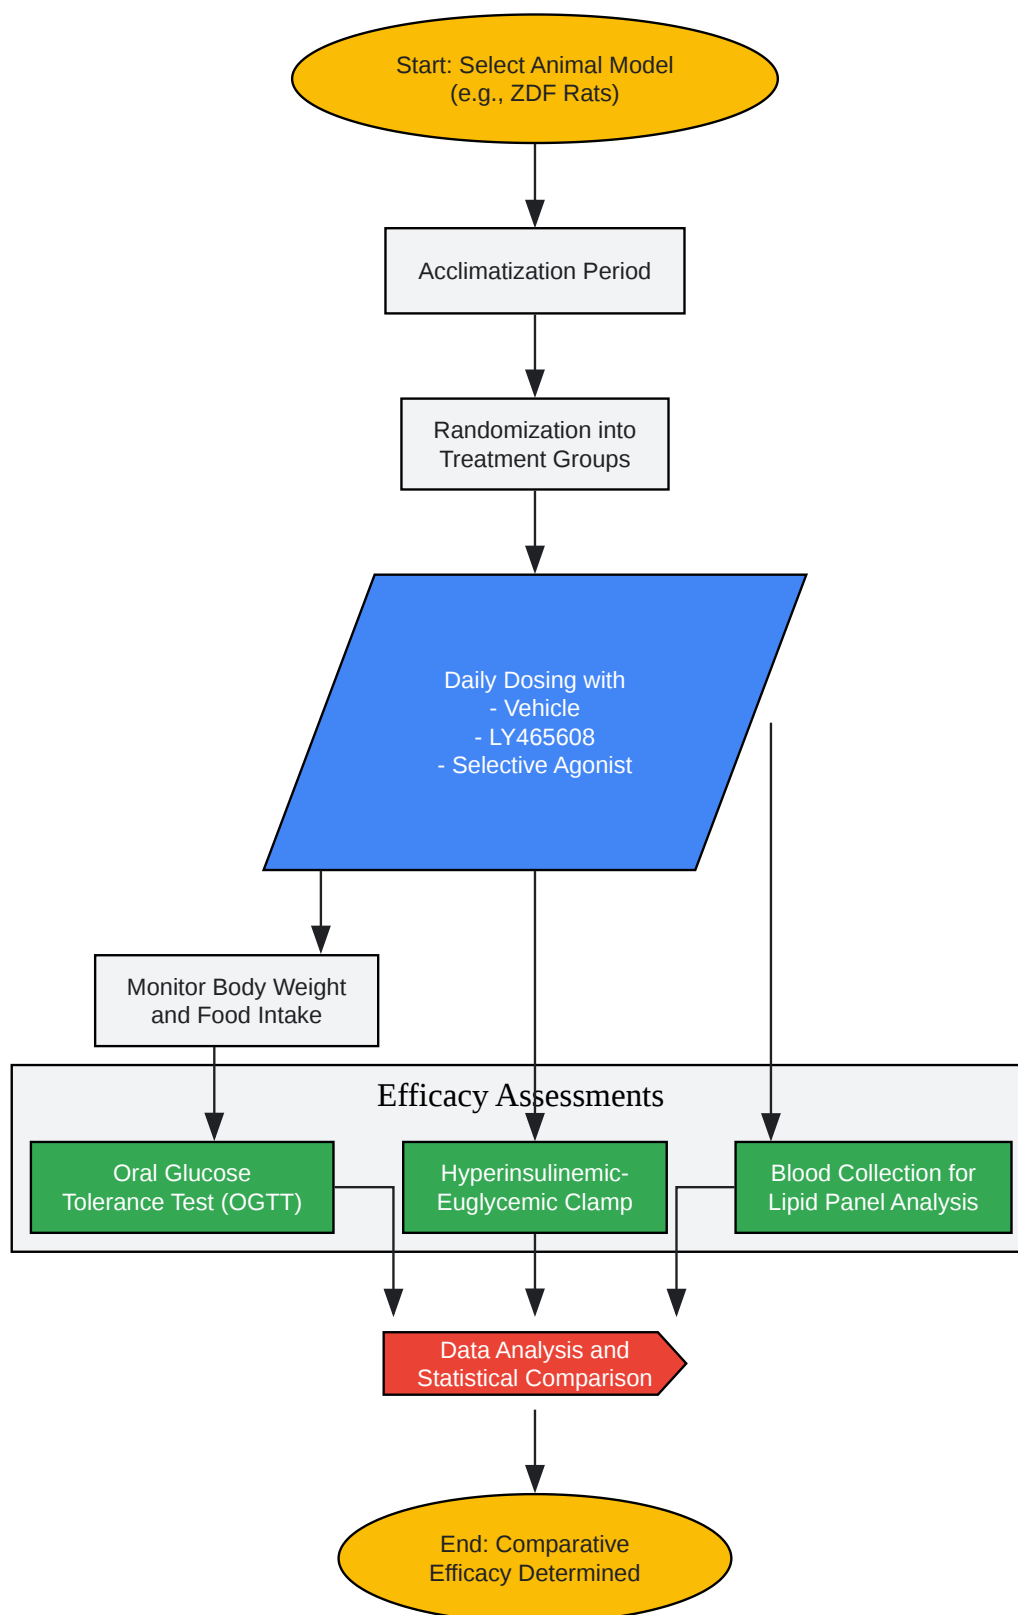 Start: Select Animal Model
(e.g., ZDF Rats)
Acclimatization Period
Randomization into
Treatment Groups
Daily Dosing with
- Vehicle
- LY465608
- Selective Agonist
Monitor Body Weight
and Food Intake
Efficacy Assessments
Oral Glucose
Tolerance Test (OGTT)
Hyperinsulinemic-
Euglycemic Clamp
Blood Collection for
Lipid Panel Analysis
Data Analysis and
Statistical Comparison
End: Comparative
Efficacy Determined